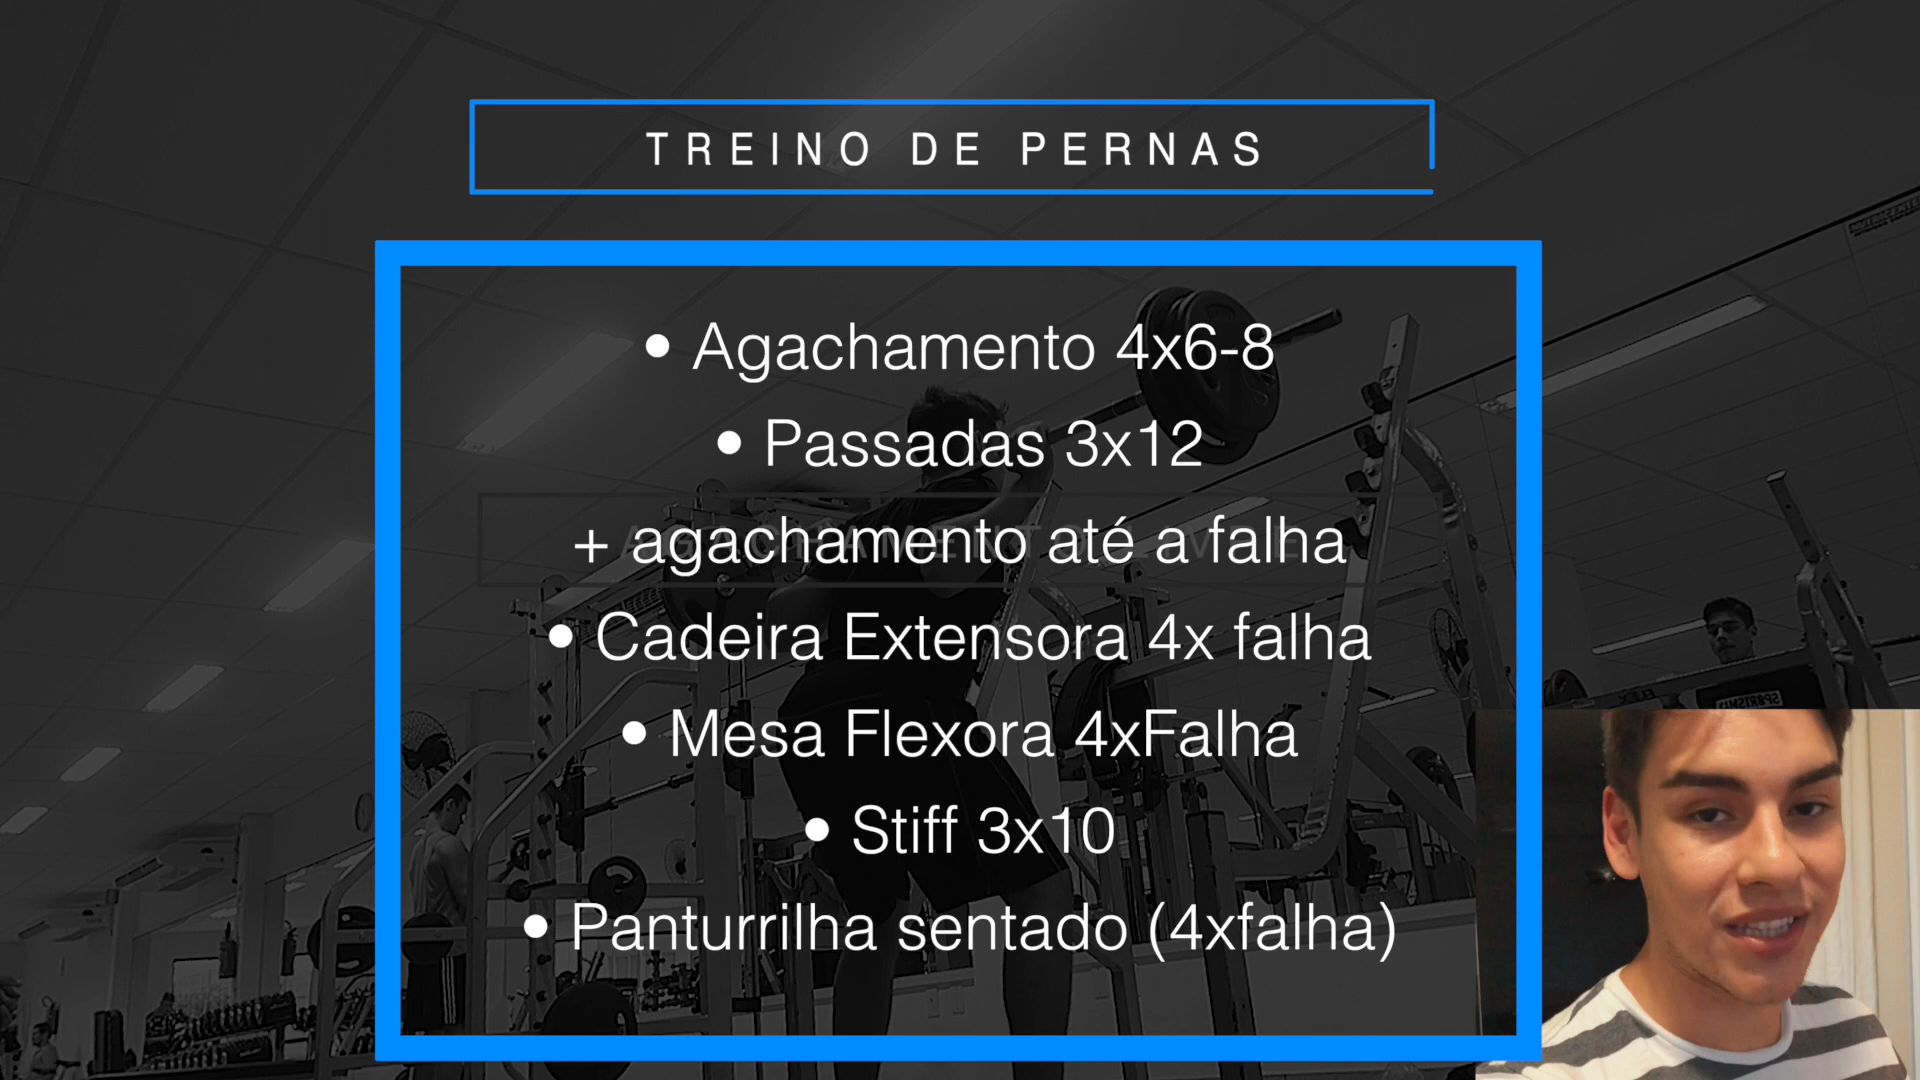 TREINO DE PERNAS
• Agachamento 4x6-8
• Passadas 3x12
+ agachamento até a falha
• Cadeira Extensora 4x falha
• Mesa Flexora 4xFalha
• Stiff 3x10
• Panturrilha sentado (4xfalha)